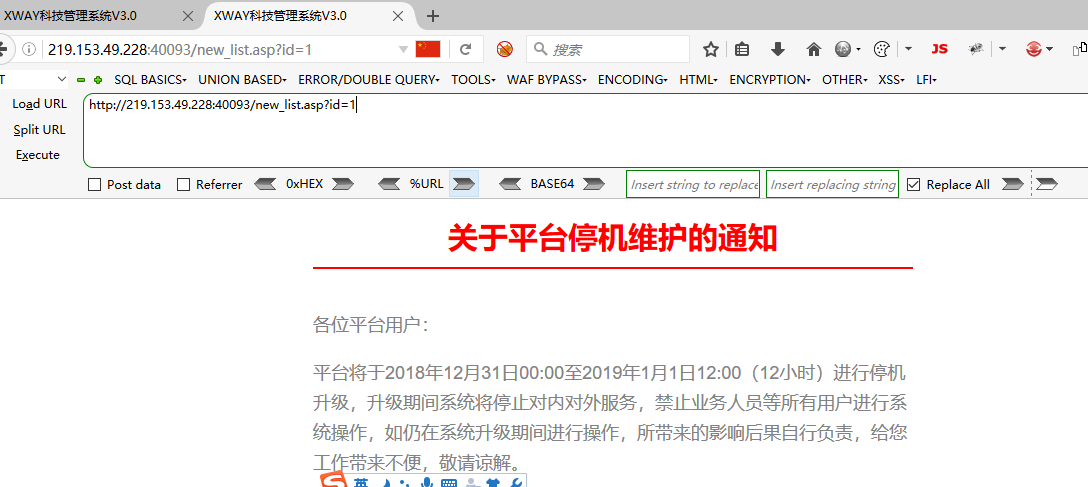 XWAY科技管理系统V3.0
XWAY科技管理系统V3.0
219.153.49.228:40093/new_list.asp?id=1
搜索
JS
T
SQL BASICS
UNION BASED
ERROR/DOUBLE QUERY
TOOLS
WAF BYPASS
ENCODING
HTML
ENCRYPTION
OTHER
XSS
LFI
Load URL
http://219.153.49.228:40093/new_list.asp?id=1
Split URL
Execute
Post data
Referrer
0xHEX
%URL
BASE64
Insert string to replace
Insert replacing string
Replace All
关于平台停机维护的通知
各位平台用户：
平台将于2018年12月31日00:00至2019年1月1日12:00（12小时）进行停机
升级，升级期间系统将停止对内对外服务，禁止业务人员等所有用户进行系
统操作，如仍在系统升级期间进行操作，所带来的影响后果自行负责，给您
工作带来不便，敬请谅解。
英